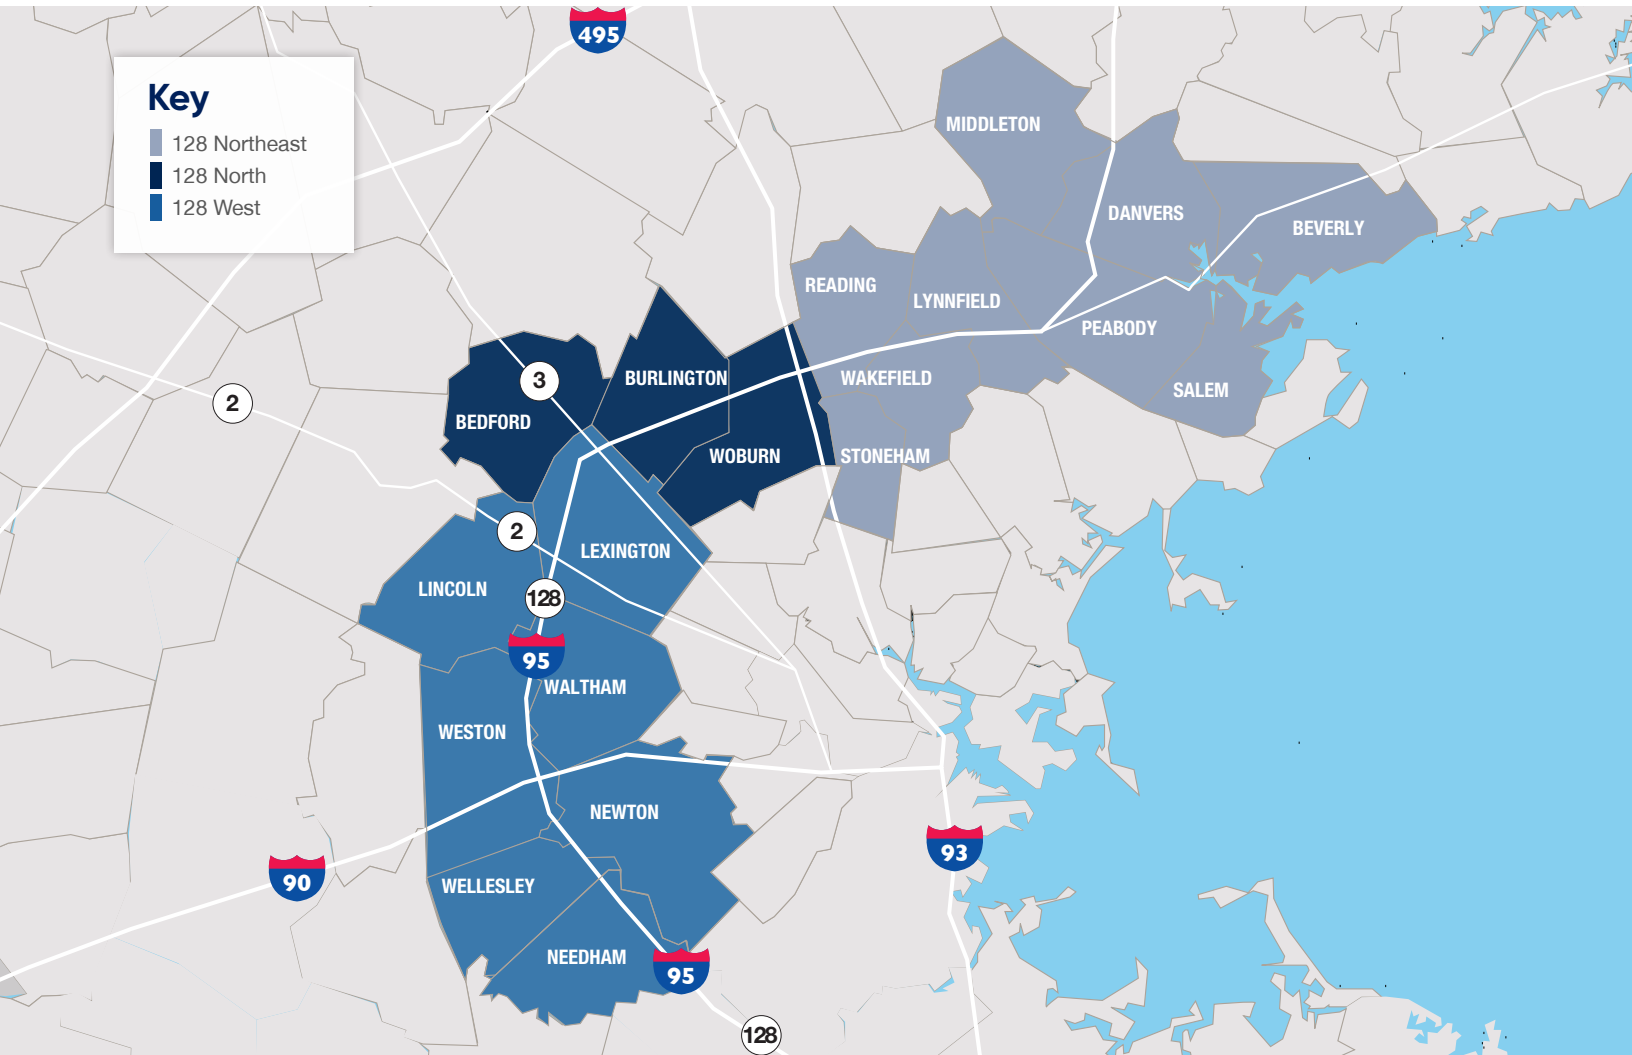 495
Key
128 Northeast
128 North
128 West
MIDDLETON
DANVERS
BEVERLY
READING
LYNNFIELD
PEABODY
3
BURLINGTON
WAKEFIELD
SALEM
2
BEDFORD
WOBURN
STONEHAM
2
LEXINGTON
LINCOLN
128
95
WALTHAM
WESTON
NEWTON
93
90
WELLESLEY
NEEDHAM
95
128